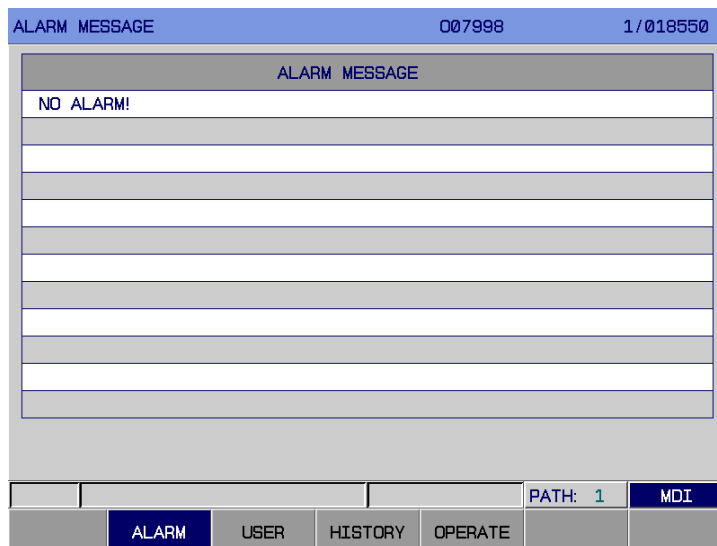 ALARM MESSAGE O07998 1/018550
ALARM MESSAGE
NO ALARM!
PATH: 1 MDI
ALARM USER HISTORY OPERATE